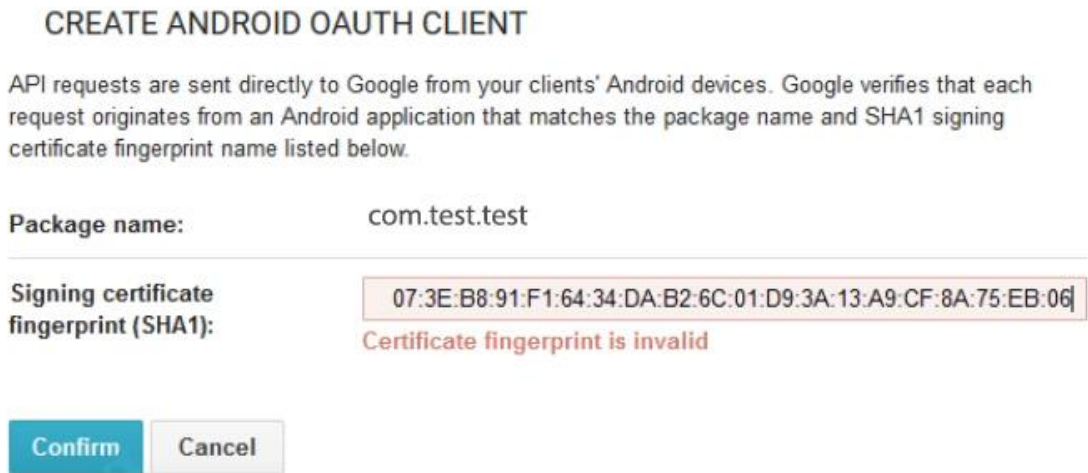 CREATE ANDROID OAUTH CLIENT
API requests are sent directly to Google from your clients' Android devices. Google verifies that each
request originates from an Android application that matches the package name and SHA1 signing
certificate fingerprint name listed below.
Package name: com.test.test
Signing certificate
fingerprint (SHA1):
07:3E:B8:91:F1:64:34:DA:B2:6C:01:D9:3A:13:A9:CF:8A:75:EB:06
Certificate fingerprint is invalid
Confirm Cancel